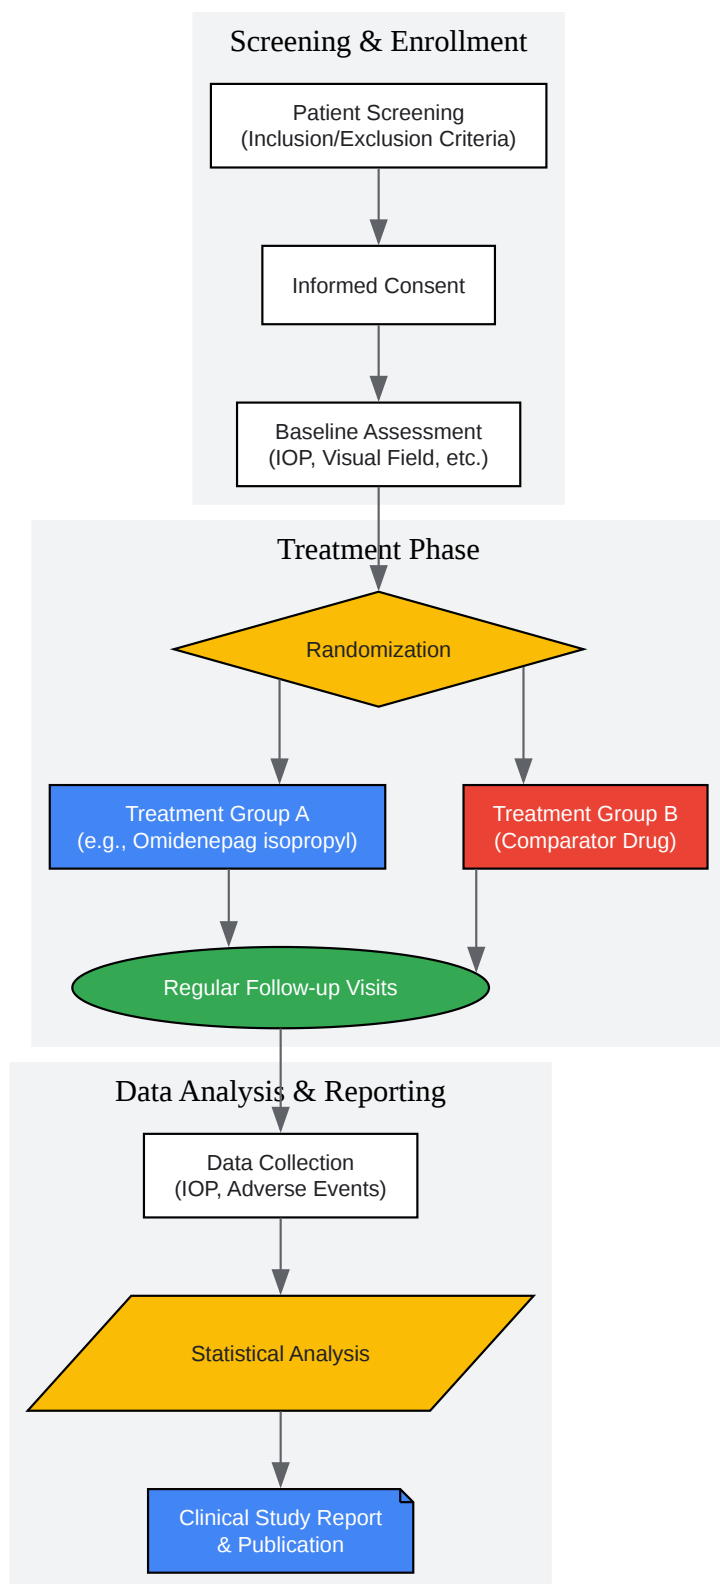 Screening & Enrollment
Patient Screening
(Inclusion/Exclusion Criteria)
Informed Consent
Baseline Assessment
(IOP, Visual Field, etc.)
Treatment Phase
Randomization
Treatment Group A
(e.g., Omidenepag isopropyl)
Treatment Group B
(Comparator Drug)
Regular Follow-up Visits
Data Analysis & Reporting
Data Collection
(IOP, Adverse Events)
Statistical Analysis
Clinical Study Report
& Publication